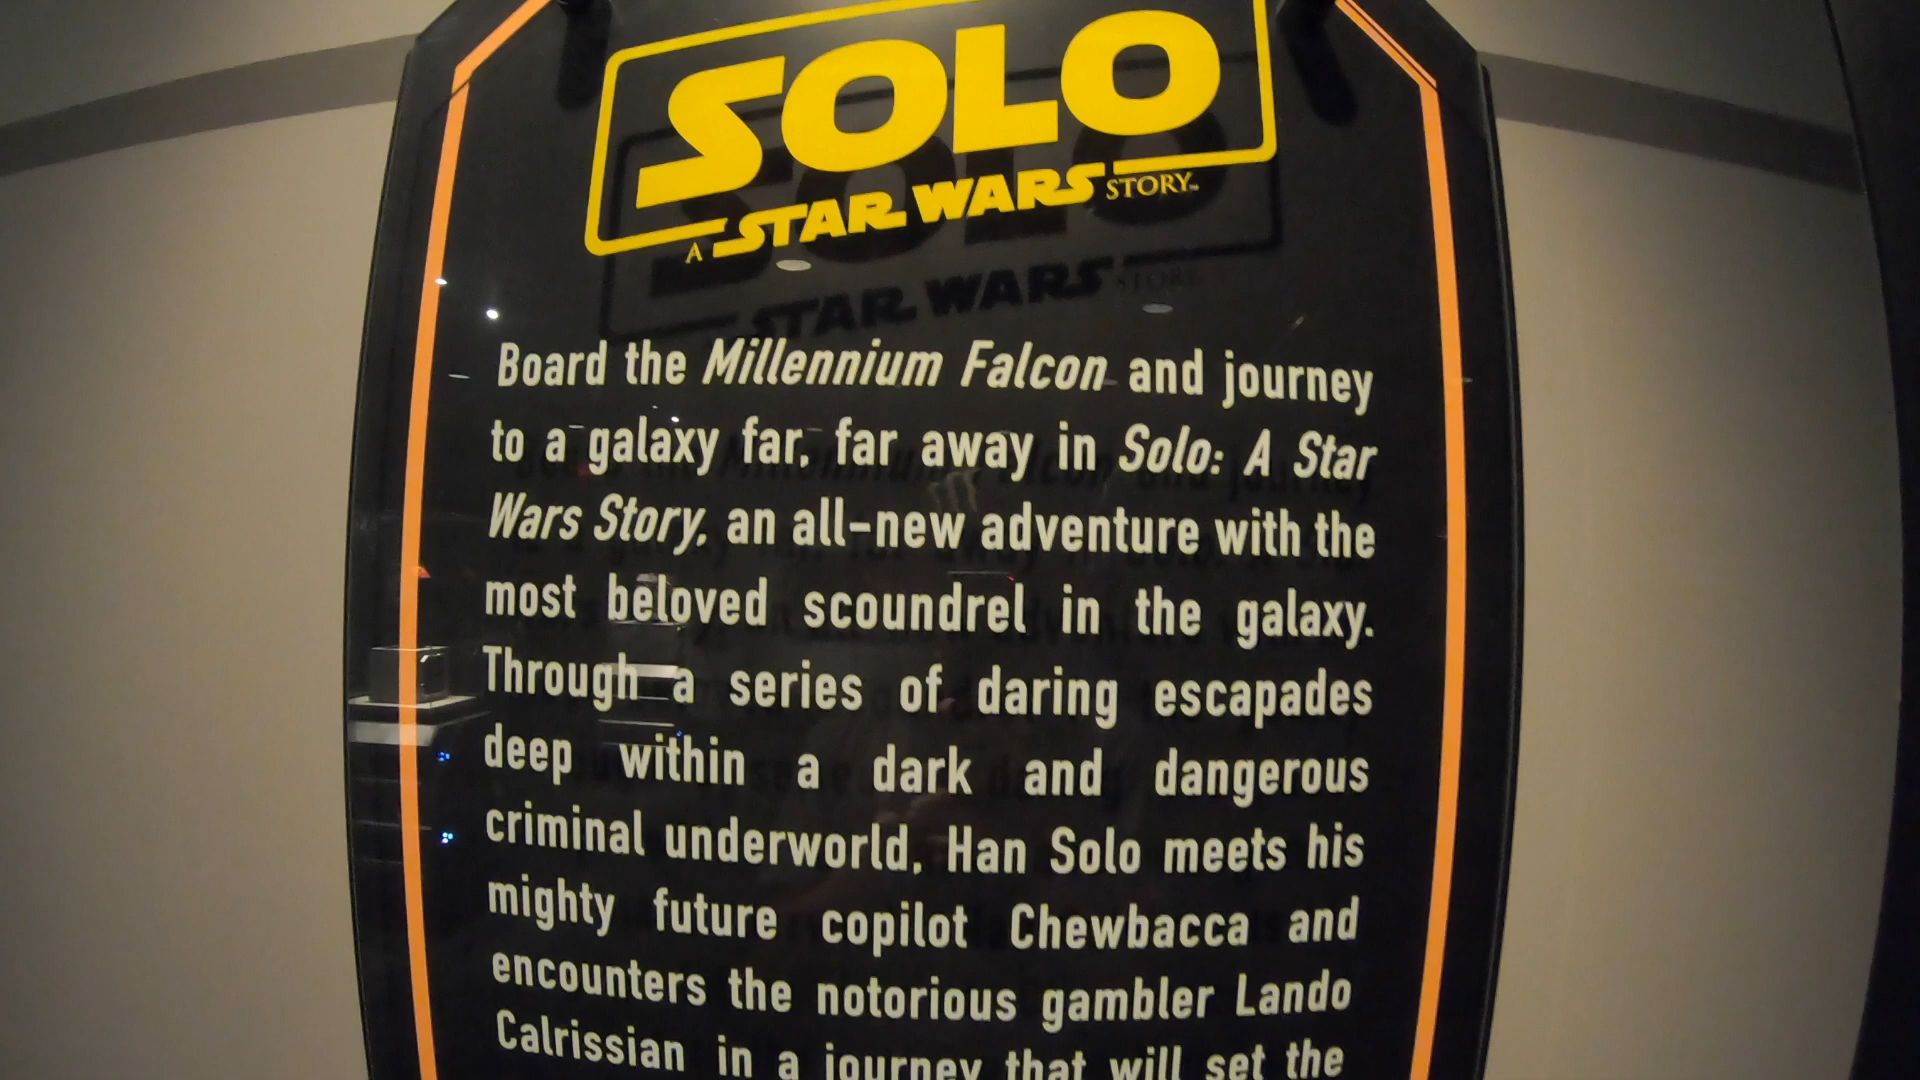 SOLO
A STAR WARS STORY™
Board the Millennium Falcon and journey
to a galaxy far, far away in Solo: A Star
Wars Story, an all-new adventure with the
most beloved scoundrel in the galaxy.
Through a series of daring escapades
deep within a dark and dangerous
criminal underworld, Han Solo meets his
mighty future copilot Chewbacca and
encounters the notorious gambler Lando
Calrissian in a journey that will set the